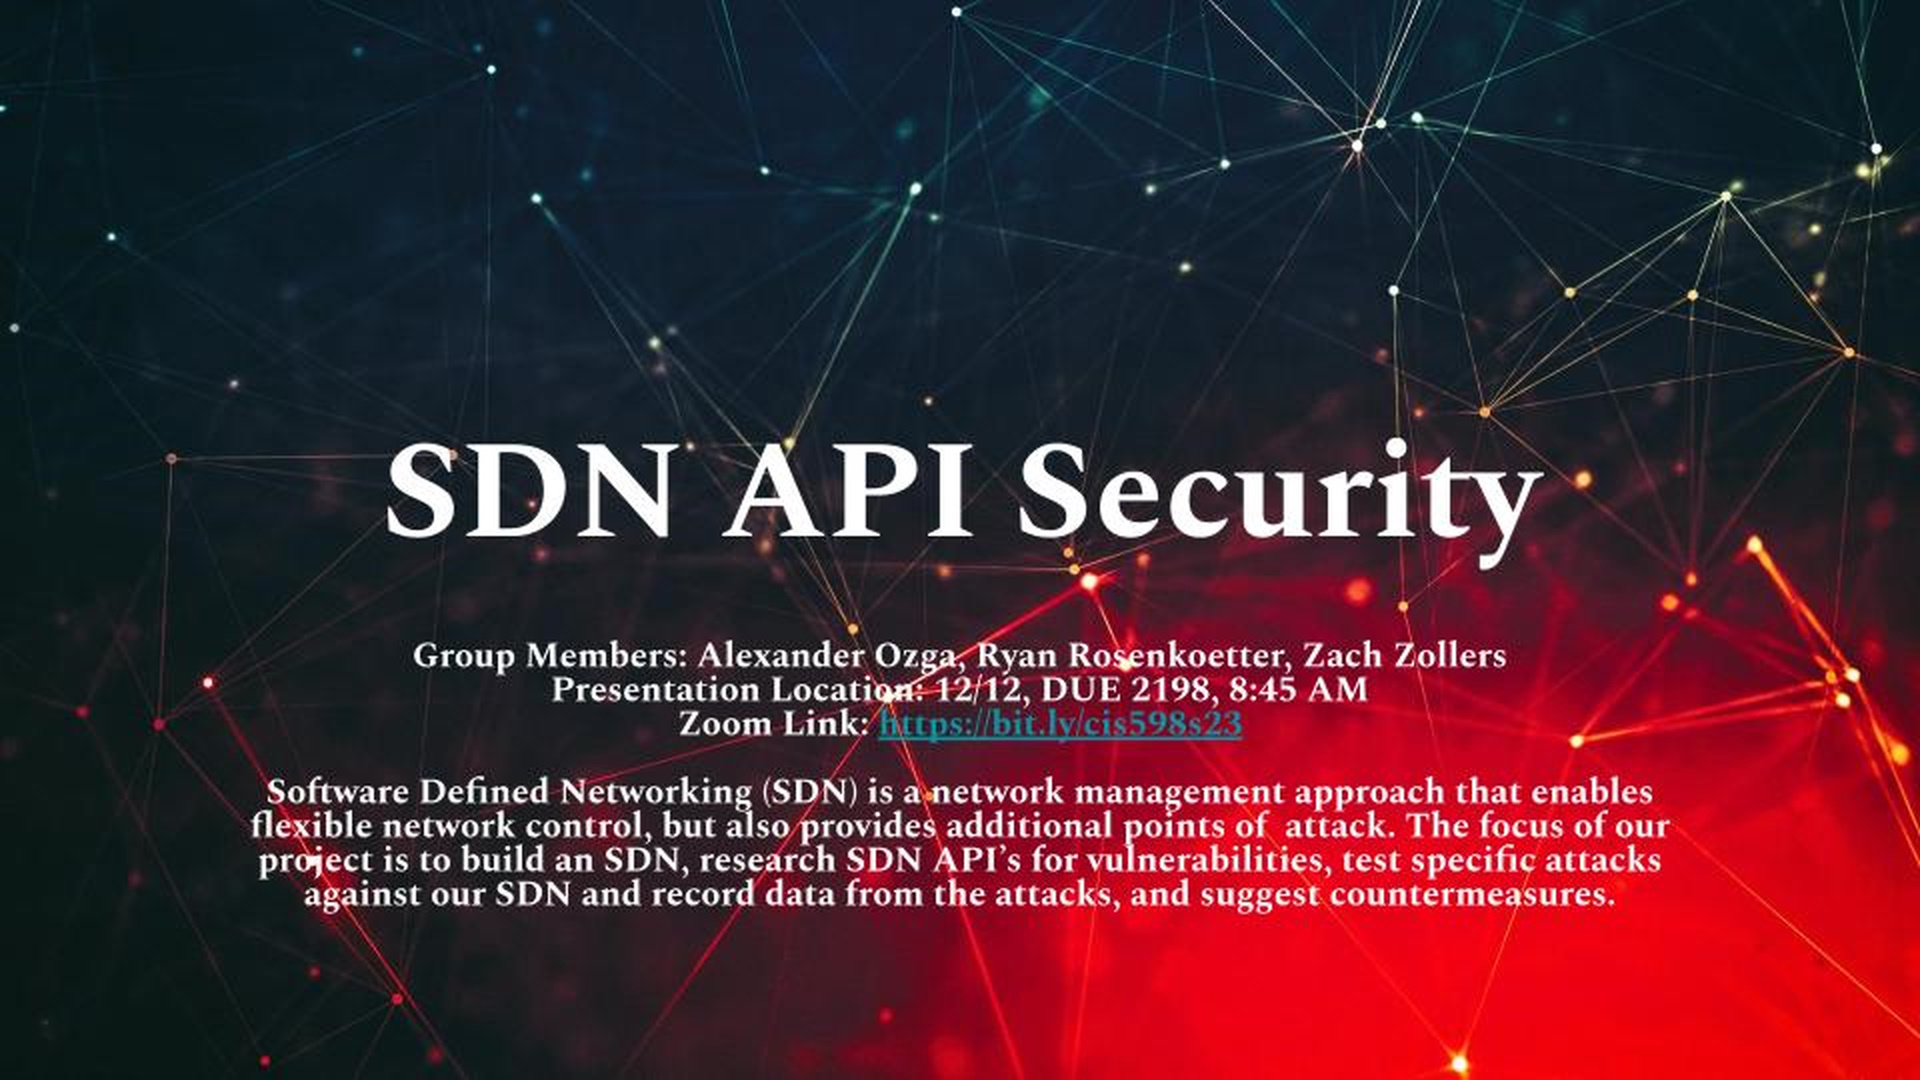 SDN API Security
Group Members: Alexander Ozga, Ryan Rosenkoetter, Zach Zollers
Presentation Location: 12/12, DUE 2198, 8:45 AM
Zoom Link: https://bit.ly/cis598s23
Software Defined Networking (SDN) is a network management approach that enables
flexible network control, but also provides additional points of  attack. The focus of our
project is to build an SDN, research SDN API’s for vulnerabilities, test specific attacks
against our SDN and record data from the attacks, and suggest countermeasures.